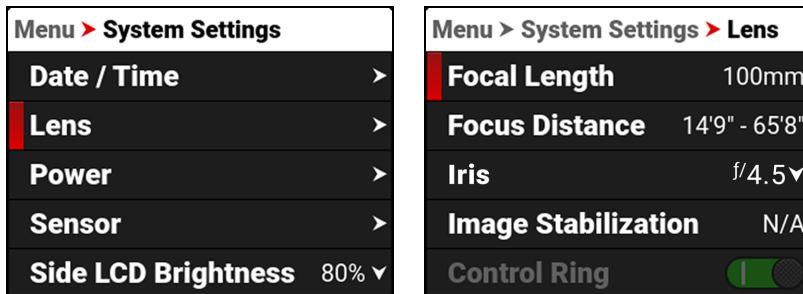 Menu > System Settings
Date / Time >
Lens >
Power >
Sensor >
Side LCD Brightness 80%
Menu > System Settings > Lens
Focal Length 100mm
Focus Distance 14'9" - 65'8"
Iris f/4.5
Image Stabilization N/A
Control Ring